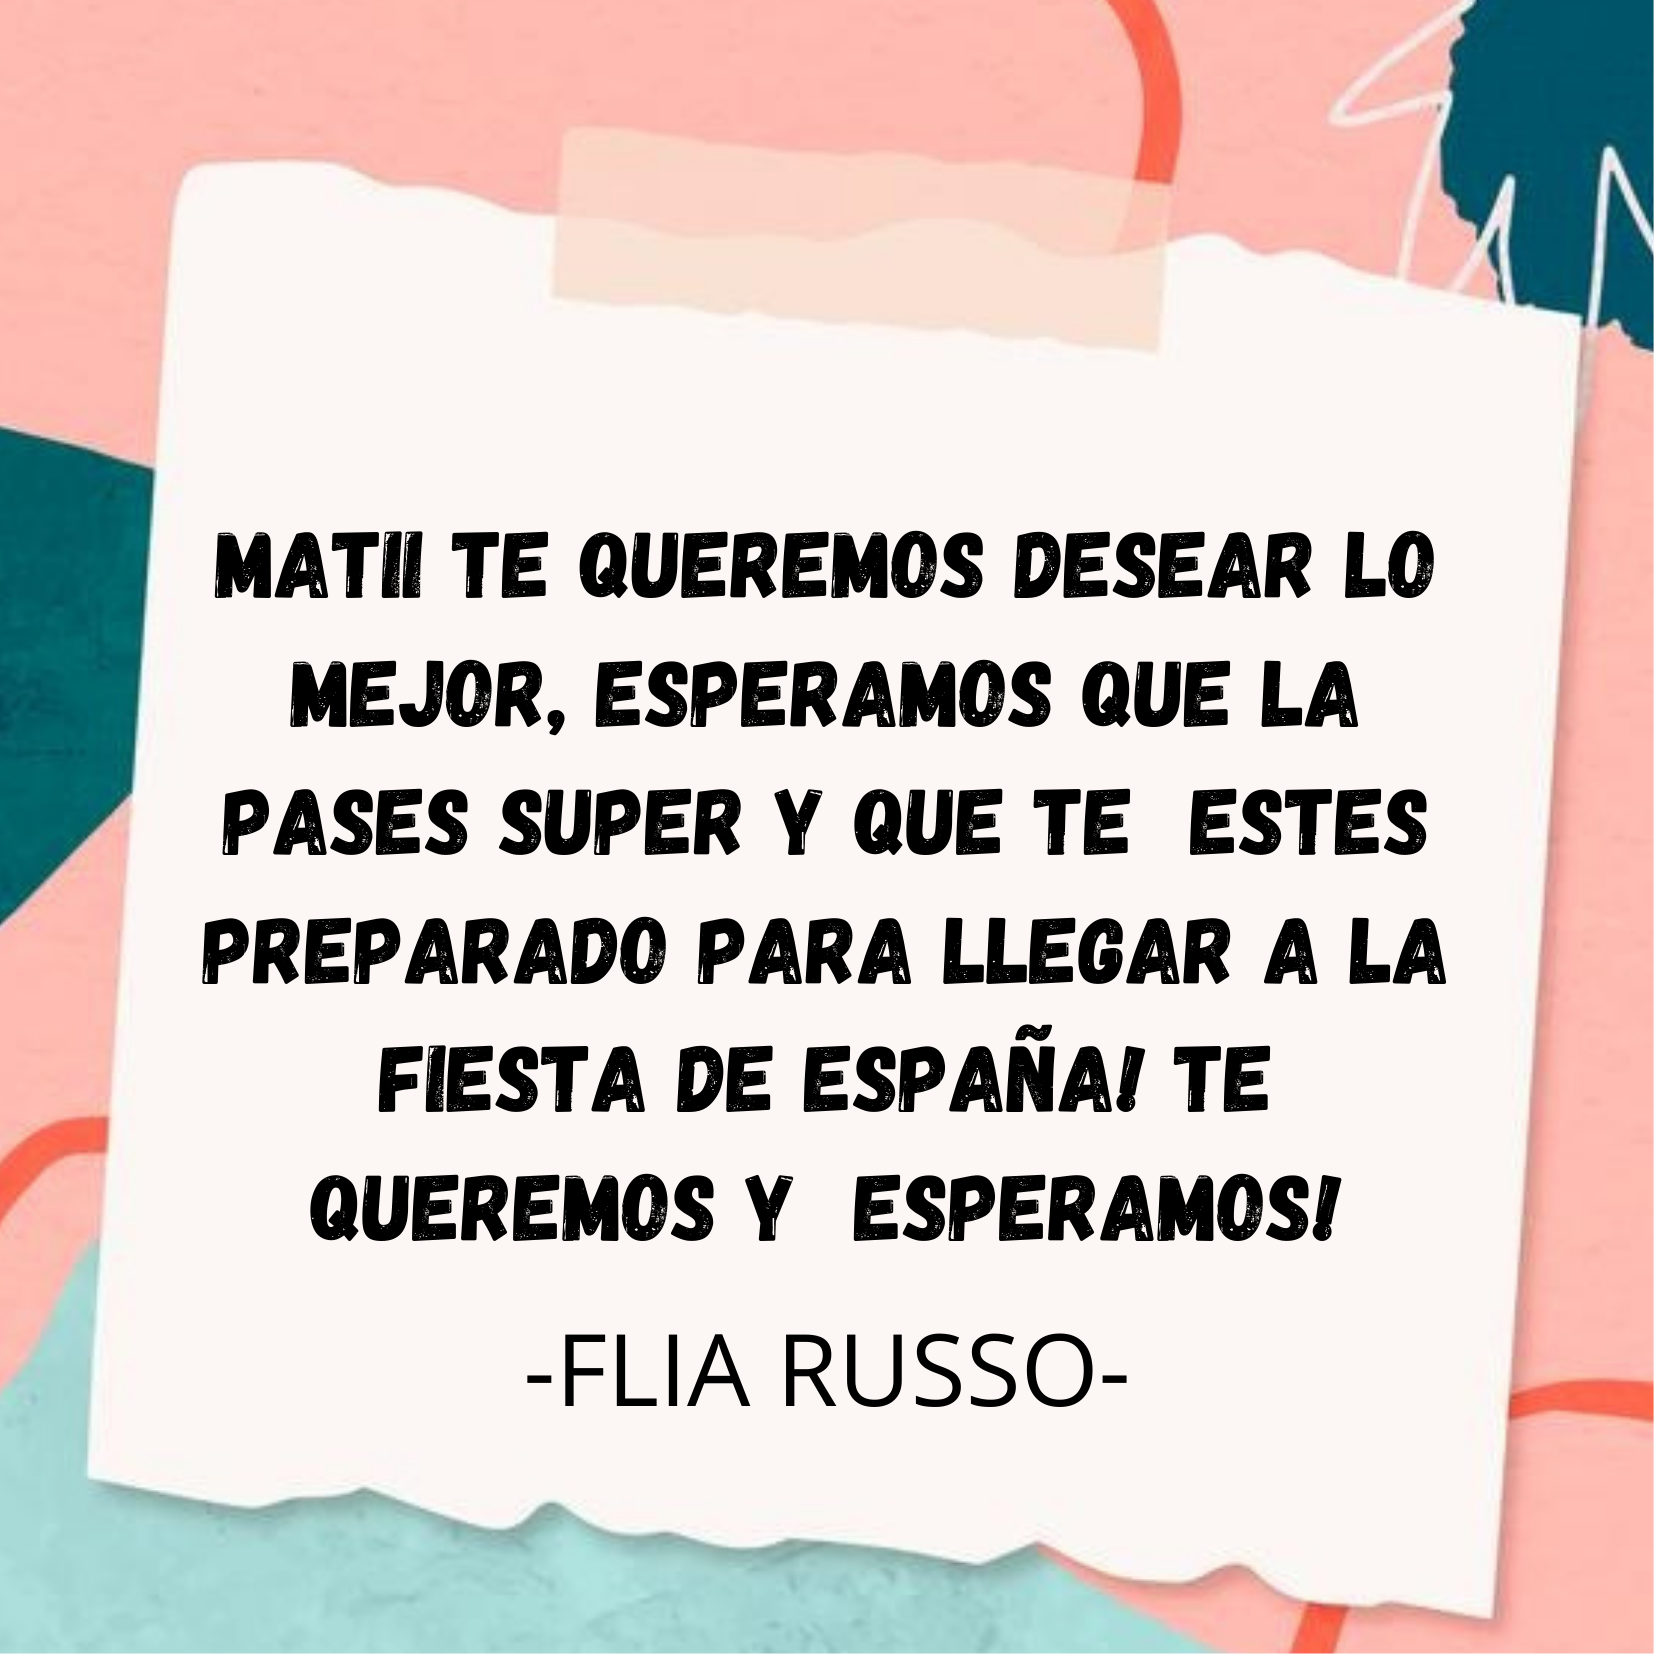 MATII TE QUEREMOS DESEAR LO
MEJOR, ESPERAMOS QUE LA
PASES SUPER Y QUE TE  ESTES
PREPARADO PARA LLEGAR A LA
FIESTA DE ESPAÑA! TE
QUEREMOS Y  ESPERAMOS!
-FLIA RUSSO-